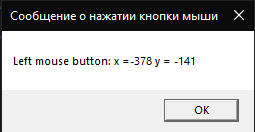 Сообщение о нажатии кнопки мыши
Left mouse button: x =-378 y = -141
OK